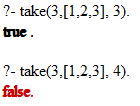 ?- take(3,[1,2,3], 3).
true .
?- take(3,[1,2,3], 4).
false.